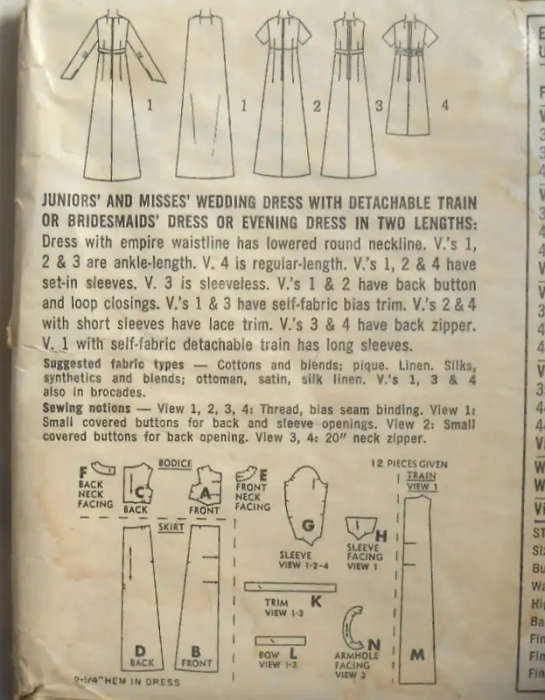 1
1
2
3
4
JUNIORS' AND MISSES' WEDDING DRESS WITH DETACHABLE TRAIN
OR BRIDESMAIDS' DRESS OR EVENING DRESS IN TWO LENGTHS:
Dress with empire waistline has lowered round neckline. V.'s 1,
2 & 3 are ankle-length. V. 4 is regular-length. V.'s 1, 2 & 4 have
set-in sleeves. V. 3 is sleeveless. V.'s 1 & 2 have back button
and loop closings. V.'s 1 & 3 have self-fabric bias trim. V.'s 2 & 4
with short sleeves have lace trim. V.'s 3 & 4 have back zipper.
V. 1 with self-fabric detachable train has long sleeves.
Suggested fabric types — Cottons and blends; pique. Linen. Silks,
synthetics and blends; ottoman, satin, silk linen. V.'s 1, 3 & 4
also in brocades.
Sewing notions — View 1, 2, 3, 4: Thread, bias seam binding. View 1:
Small covered buttons for back and sleeve openings. View 2: Small
covered buttons for back opening. View 3, 4: 20" neck zipper.
12 PIECES GIVEN
F
BACK
NECK
FACING
BODICE
C
BACK
A
FRONT
E
FRONT
NECK
FACING
G
SLEEVE
VIEW 1-2-4
H
SLEEVE
FACING
VIEW 1
TRAIN
VIEW 1
M
SKIRT
D
BACK
B
FRONT
TRIM K
VIEW 1-3
BOW L
VIEW 1-3
N
ARMHOLE
FACING
VIEW 3
2-1/4" HEM IN DRESS